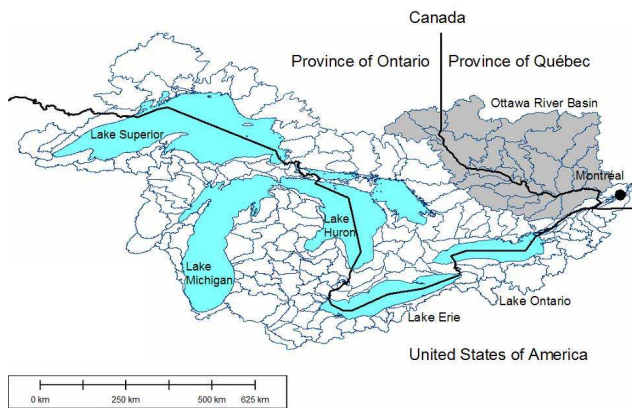 Canada
Province of Ontario
Province of Québec
Ottawa River Basin
Lake Superior
Montréal
Lake
Huron
Lake
Michigan
Lake Ontario
Lake Erie
United States of America
0 km
250 km
500 km
625 km